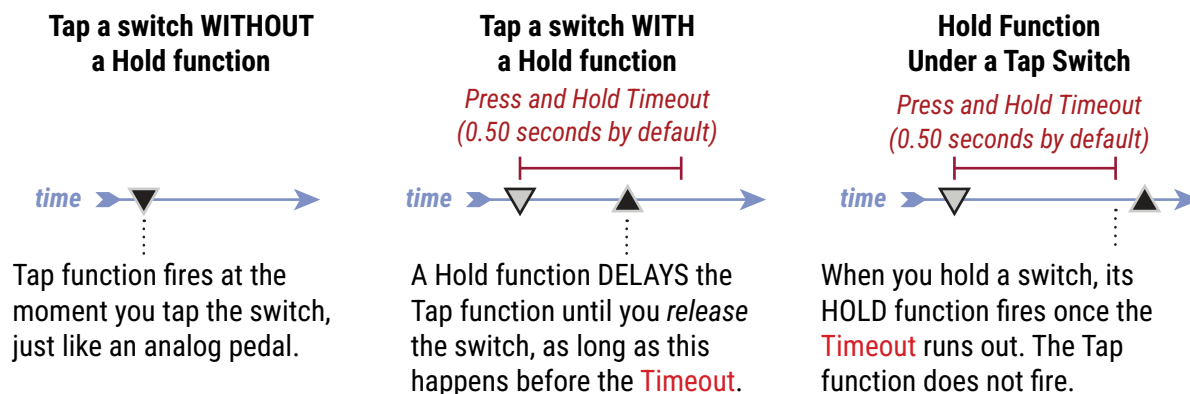 Tap a switch WITHOUT
a Hold function
time
Tap function fires at the
moment you tap the switch,
just like an analog pedal.
Tap a switch WITH
a Hold function
Press and Hold Timeout
(0.50 seconds by default)
time
A Hold function DELAYS the
Tap function until you release
the switch, as long as this
happens before the Timeout.
Hold Function
Under a Tap Switch
Press and Hold Timeout
(0.50 seconds by default)
time
When you hold a switch, its
HOLD function fires once the
Timeout runs out. The Tap
function does not fire.